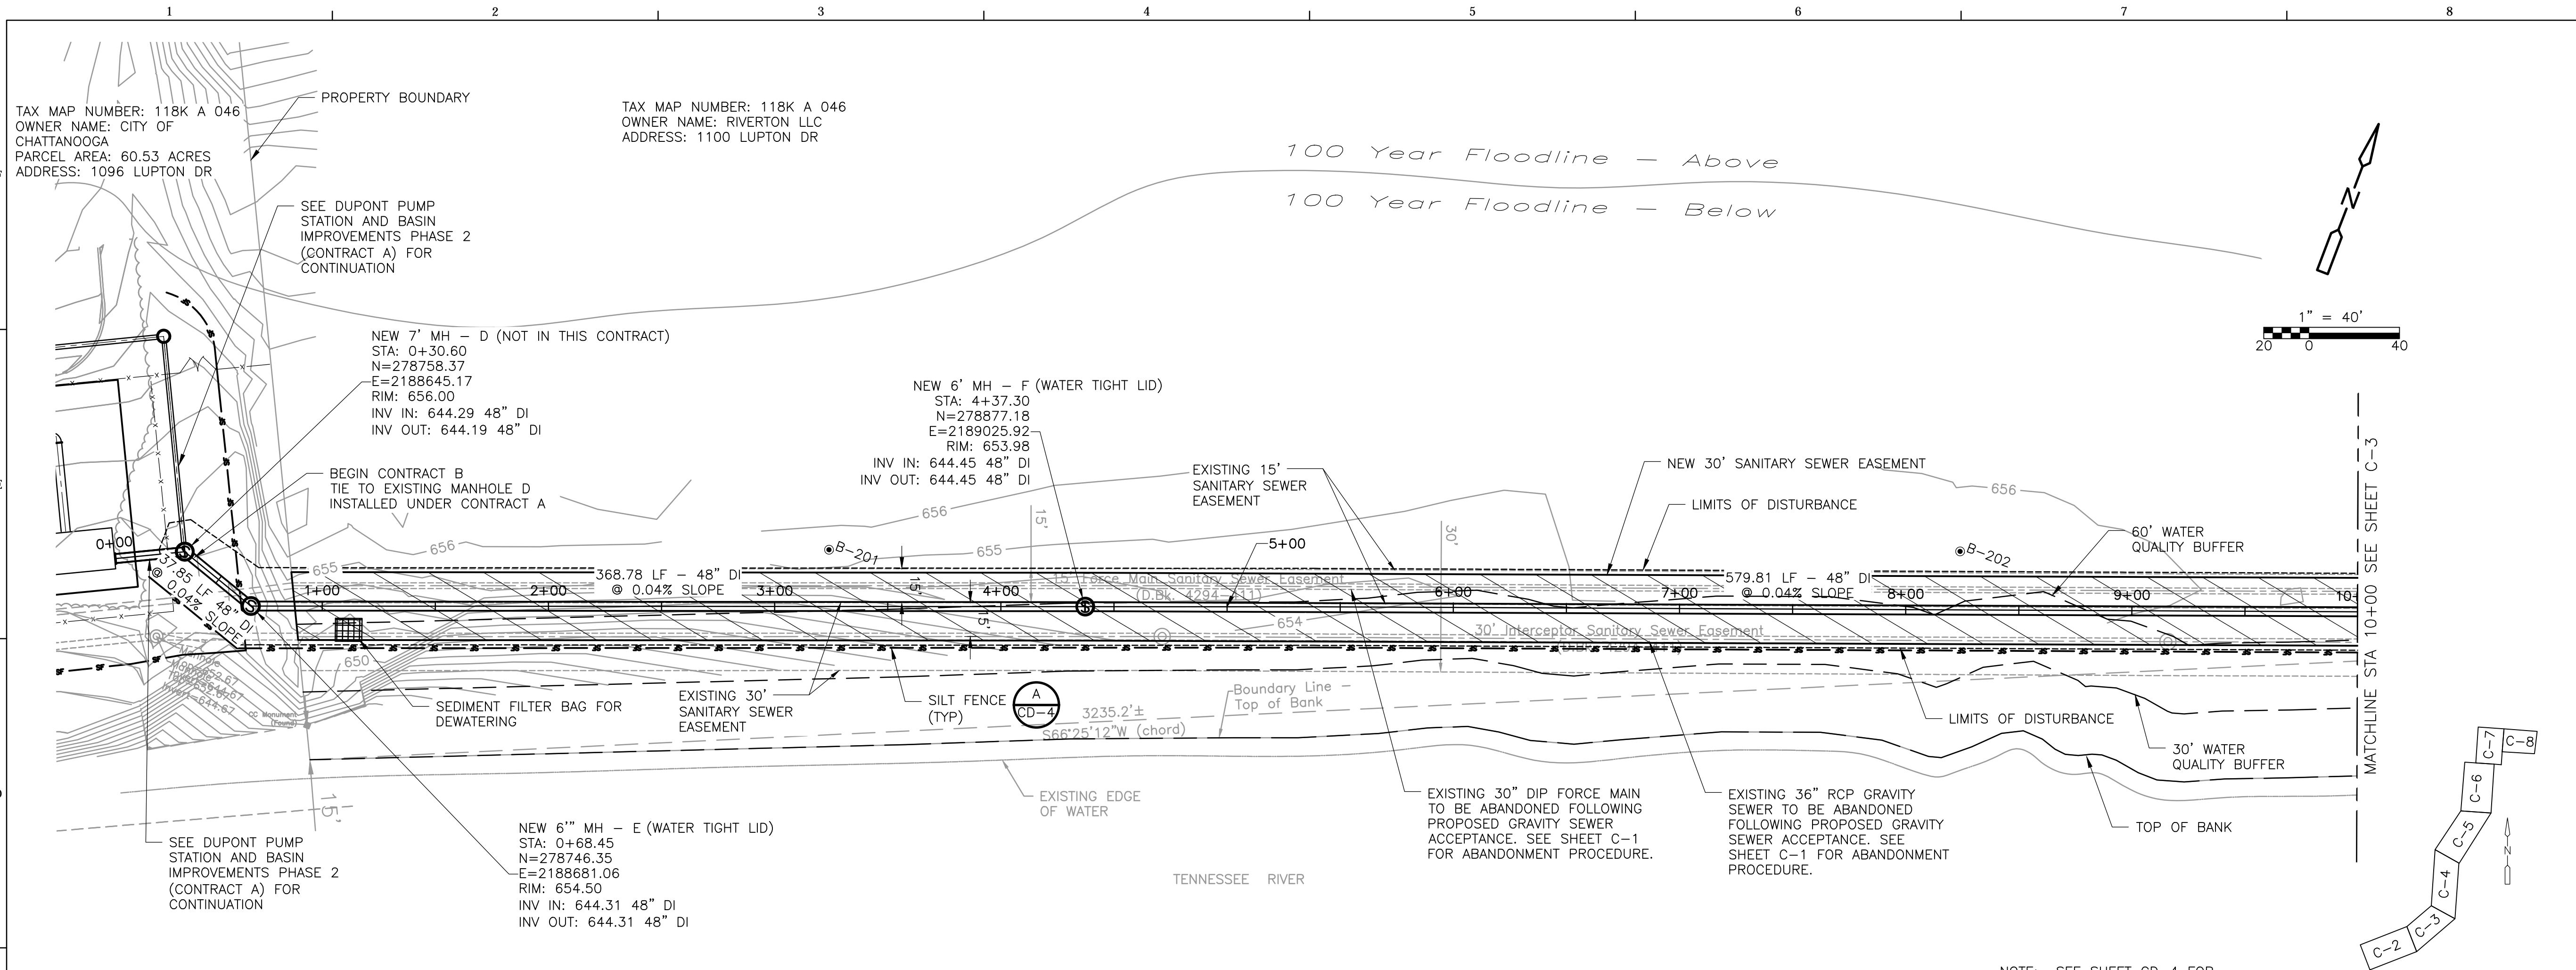 1 2 3 4 5 6 7 8
TAX MAP NUMBER: 118K A 046
OWNER NAME: CITY OF
CHATTANOOGA
PARCEL AREA: 60.53 ACRES
ADDRESS: 1096 LUPTON DR
PROPERTY BOUNDARY
TAX MAP NUMBER: 118K A 046
OWNER NAME: RIVERTON LLC
ADDRESS: 1100 LUPTON DR
100 Year Floodline – Above
100 Year Floodline – Below
N
1" = 40'
20 0 40
SEE DUPONT PUMP
STATION AND BASIN
IMPROVEMENTS PHASE 2
(CONTRACT A) FOR
CONTINUATION
NEW 7' MH – D (NOT IN THIS CONTRACT)
STA: 0+30.60
N=278758.37
E=2188645.17
RIM: 656.00
INV IN: 644.29 48" DI
INV OUT: 644.19 48" DI
BEGIN CONTRACT B
TIE TO EXISTING MANHOLE D
INSTALLED UNDER CONTRACT A
NEW 6' MH – F (WATER TIGHT LID)
STA: 4+37.30
N=278877.18
E=2189025.92
RIM: 653.98
INV IN: 644.45 48" DI
INV OUT: 644.45 48" DI
EXISTING 15'
SANITARY SEWER
EASEMENT
NEW 30' SANITARY SEWER EASEMENT
LIMITS OF DISTURBANCE
656
60' WATER
QUALITY BUFFER
656
656
655
655
15'
30'
B-201
B-202
0+00
1+00
2+00
3+00
4+00
5+00
6+00
7+00
8+00
9+00
37.85 LF 48" DI
@ 0.04% SLOPE
368.78 LF – 48" DI
@ 0.04% SLOPE
579.81 LF – 48" DI
@ 0.04% SLOPE
15'
15'
15' Force Main Sanitary Sewer Easement
654
30' Interceptor Sanitary Sewer Easement
650
CC Monument
(Found)
SEDIMENT FILTER BAG FOR
DEWATERING
EXISTING 30'
SANITARY SEWER
EASEMENT
SILT FENCE
(TYP)
A
CD-4
3235.2'±
S66°25'12"W (chord)
Boundary Line –
Top of Bank
LIMITS OF DISTURBANCE
30' WATER
QUALITY BUFFER
MATCHLINE STA 10+00 SEE SHEET C-3
15'
EXISTING EDGE
OF WATER
EXISTING 30" DIP FORCE MAIN
TO BE ABANDONED FOLLOWING
PROPOSED GRAVITY SEWER
ACCEPTANCE. SEE SHEET C-1
FOR ABANDONMENT PROCEDURE.
EXISTING 36" RCP GRAVITY
SEWER TO BE ABANDONED
FOLLOWING PROPOSED GRAVITY
SEWER ACCEPTANCE. SEE
SHEET C-1 FOR ABANDONMENT
PROCEDURE.
TOP OF BANK
SEE DUPONT PUMP
STATION AND BASIN
IMPROVEMENTS PHASE 2
(CONTRACT A) FOR
CONTINUATION
NEW 6'" MH – E (WATER TIGHT LID)
STA: 0+68.45
N=278746.35
E=2188681.06
RIM: 654.50
INV IN: 644.31 48" DI
INV OUT: 644.31 48" DI
TENNESSEE RIVER
C-8
C-7
C-6
C-5
C-4
C-3
C-2
N